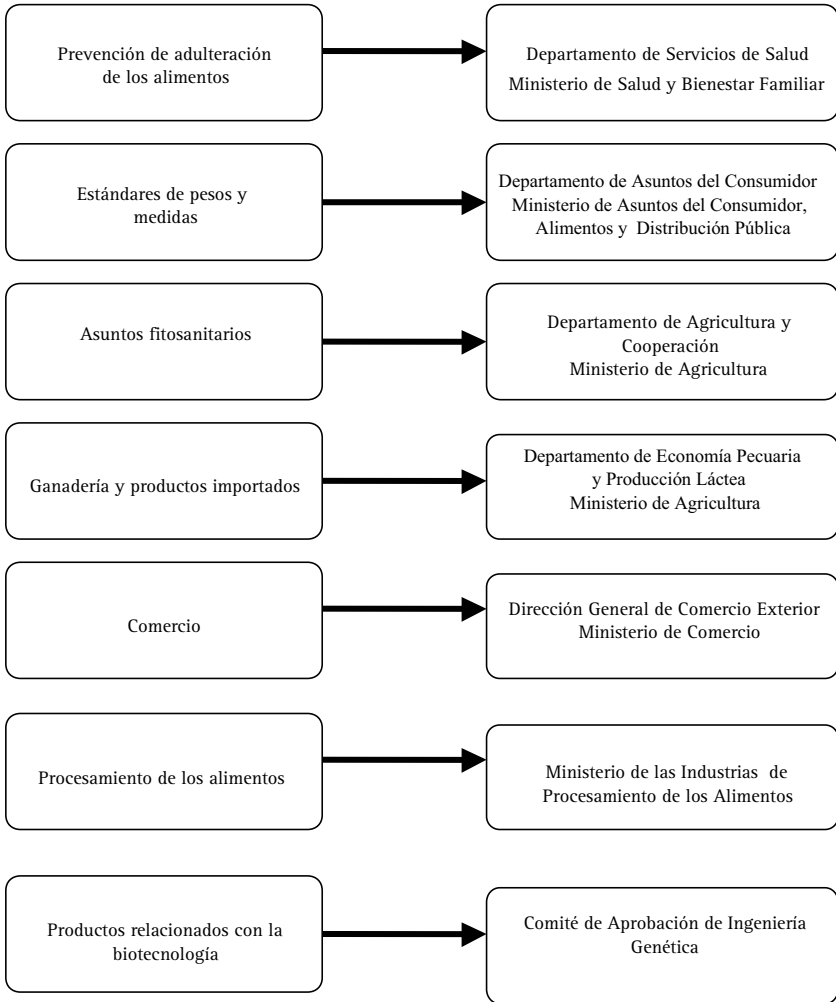 Prevención de adulteración
de los alimentos
Departamento de Servicios de Salud
Ministerio de Salud y Bienestar Familiar
Estándares de pesos y
medidas
Departamento de Asuntos del Consumidor
Ministerio de Asuntos del Consumidor,
Alimentos y Distribución Pública
Asuntos fitosanitarios
Departamento de Agricultura y
Cooperación
Ministerio de Agricultura
Ganadería y productos importados
Departamento de Economía Pecuaria
y Producción Láctea
Ministerio de Agricultura
Comercio
Dirección General de Comercio Exterior
Ministerio de Comercio
Procesamiento de los alimentos
Ministerio de las Industrias de
Procesamiento de los Alimentos
Productos relacionados con la
biotecnología
Comité de Aprobación de Ingeniería
Genética